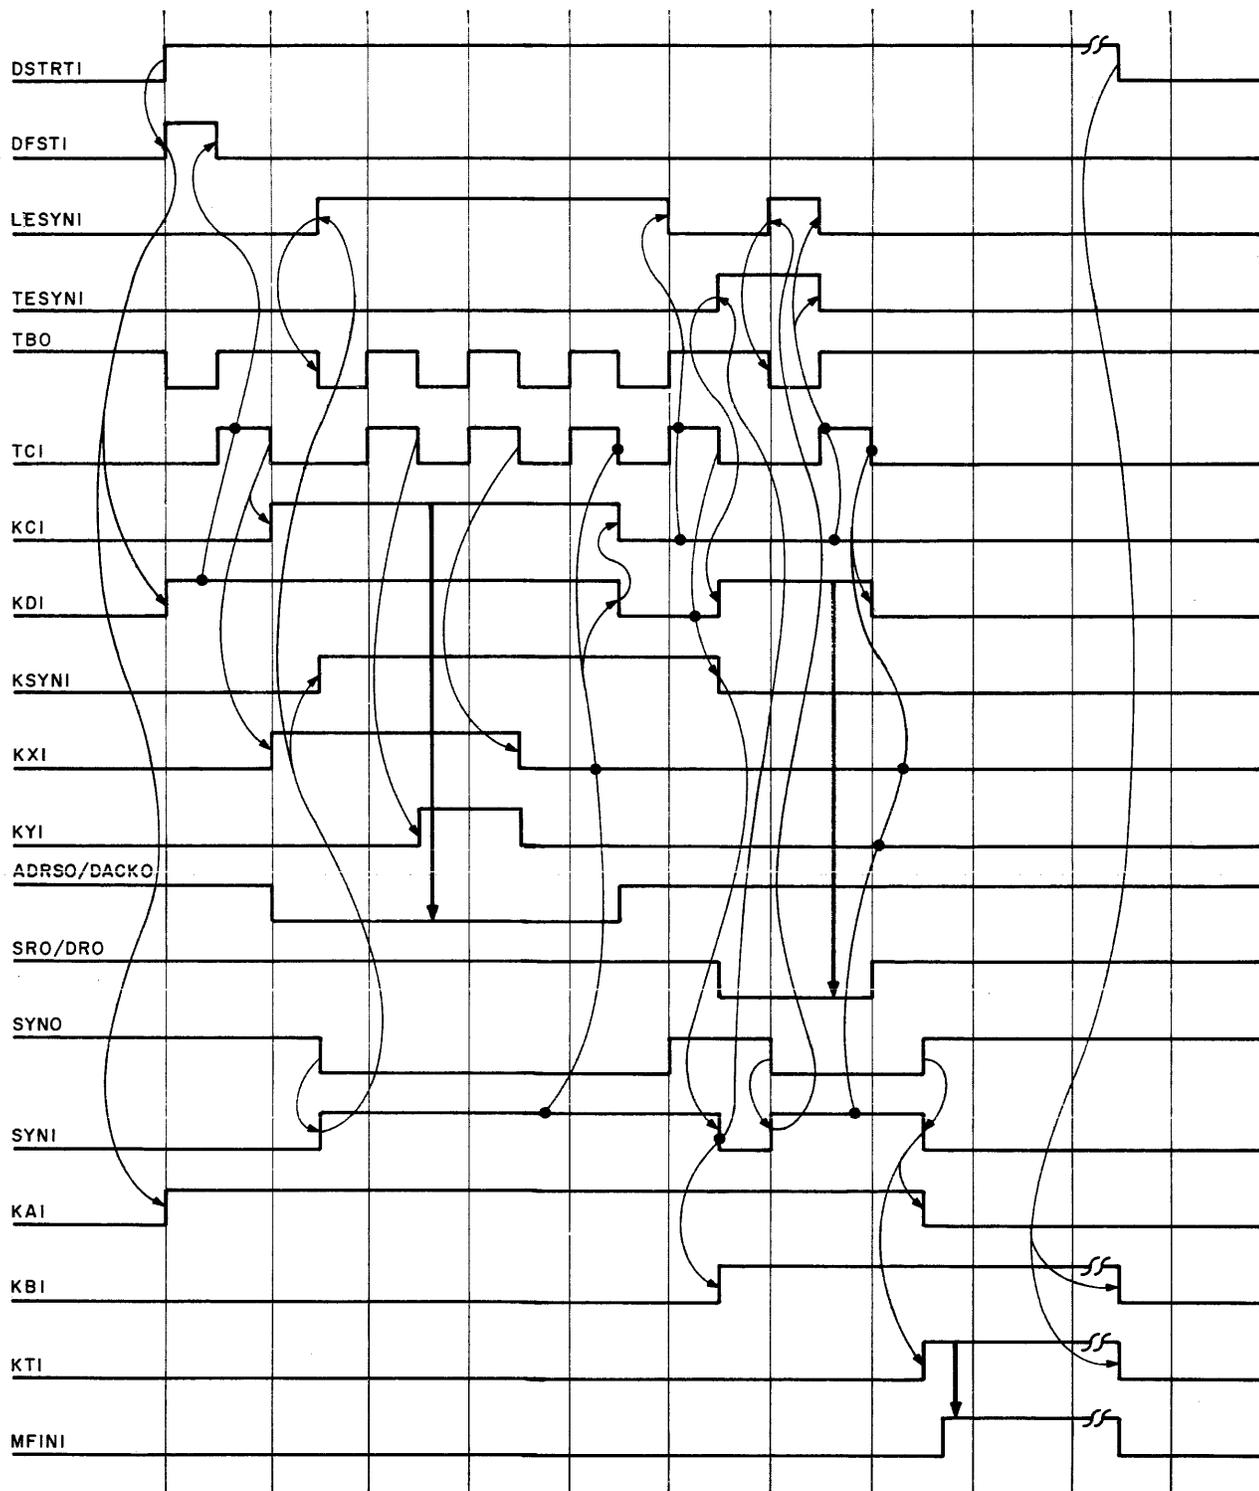 DSTRTI
DFSTI
LESYNI
TESYNI
TBO
TCI
KCI
KDI
KSYNI
KXI
KYI
ADRSO/DACKO
SRO/DRO
SYNO
SYNI
KAI
KBI
KTI
MFINI